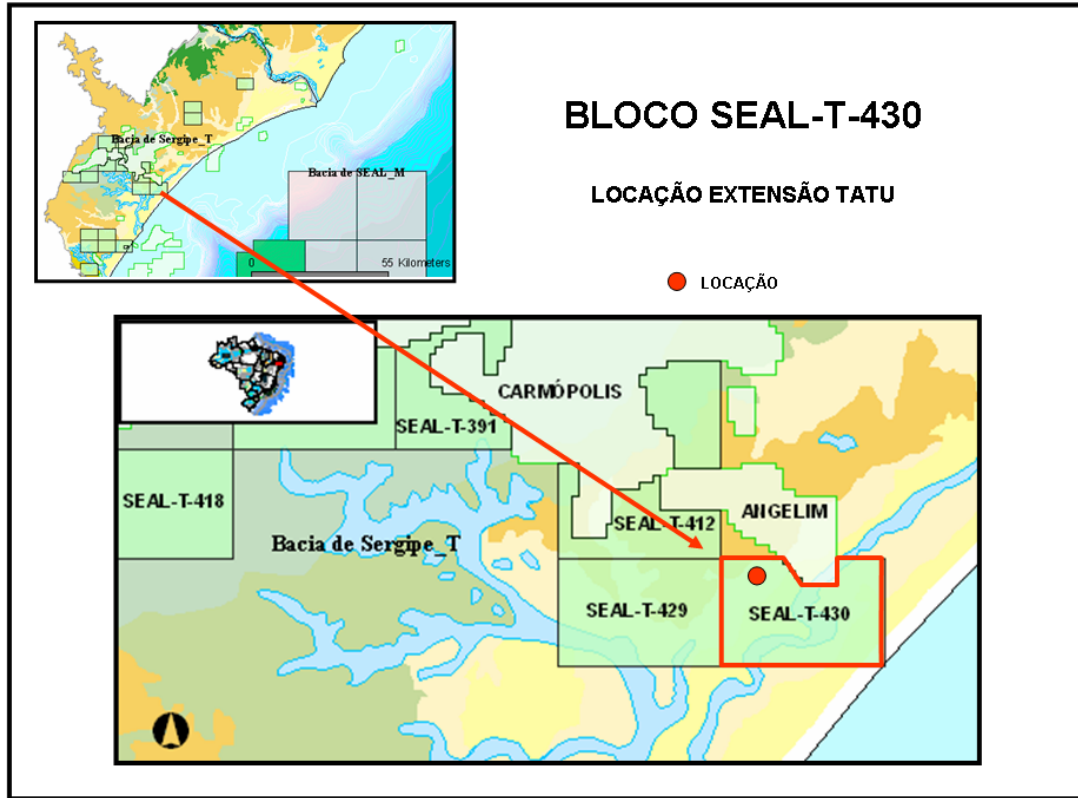 BLOCO SEAL-T-430
LOCAÇÃO EXTENSÃO TATU
LOCAÇÃO
Bacia de Sergipe_T
Bacia de SEAL_M
0 55 Kilometers
CARMÓPOLIS
SEAL-T-391
SEAL-T-418
ANGELIM
SEAL-T-412
Bacia de Sergipe_T
SEAL-T-429
SEAL-T-430